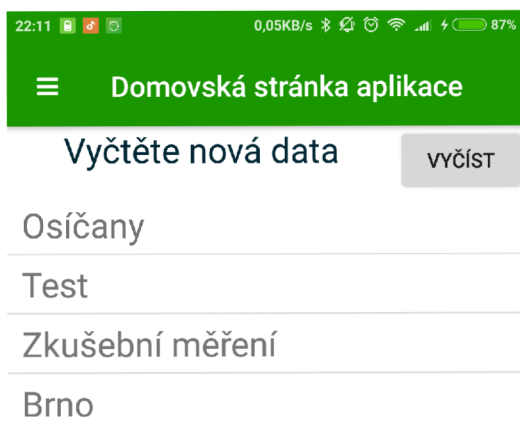 22:11 0,05KB/s 87%
Domovská stránka aplikace
Vyčtěte nová data VYČÍST
Osíčany
Test
Zkušební měření
Brno